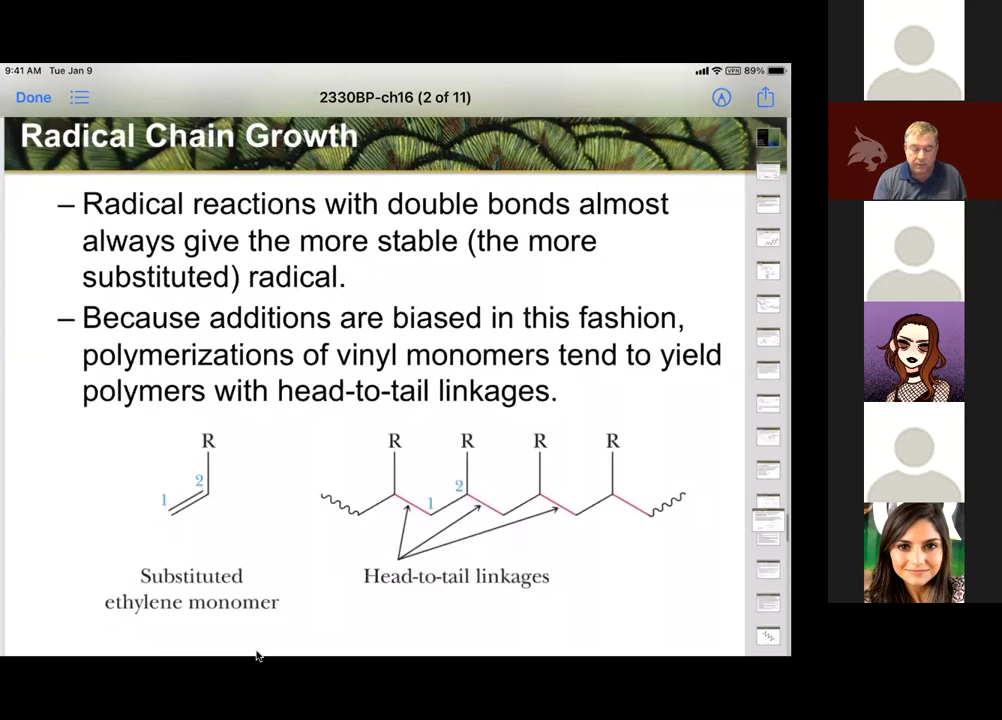 9:41 AM Tue Jan 9
VPN 89%
Done
2330BP-ch16 (2 of 11)
Radical Chain Growth
– Radical reactions with double bonds almost
always give the more stable (the more
substituted) radical.
– Because additions are biased in this fashion,
polymerizations of vinyl monomers tend to yield
polymers with head-to-tail linkages.
R R R R R
2 2
1 1
Substituted
ethylene monomer
Head-to-tail linkages